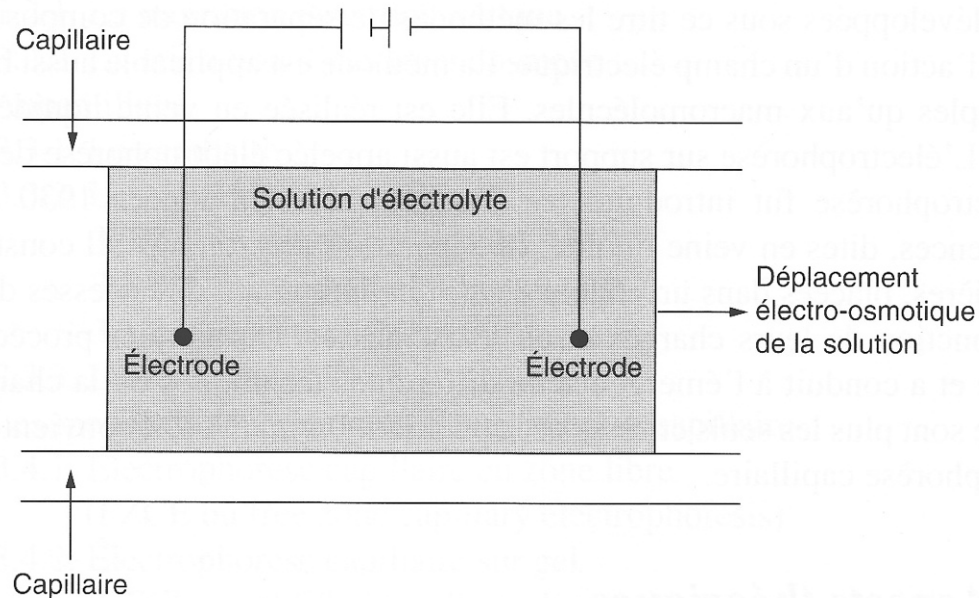 Capillaire
Solution d'électrolyte
Déplacement
électro-osmotique
de la solution
Électrode
Électrode
Capillaire